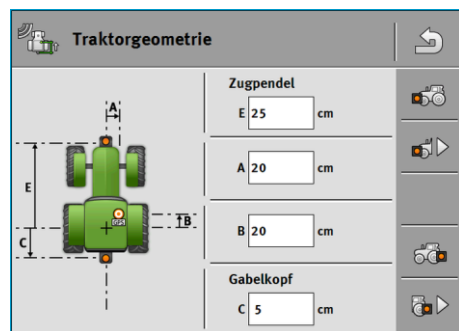 Traktorgeometrie
Zugpendel
E 25 cm
A 20 cm
B 20 cm
Gabelkopf
C 5 cm
A
E
GPS
B
C